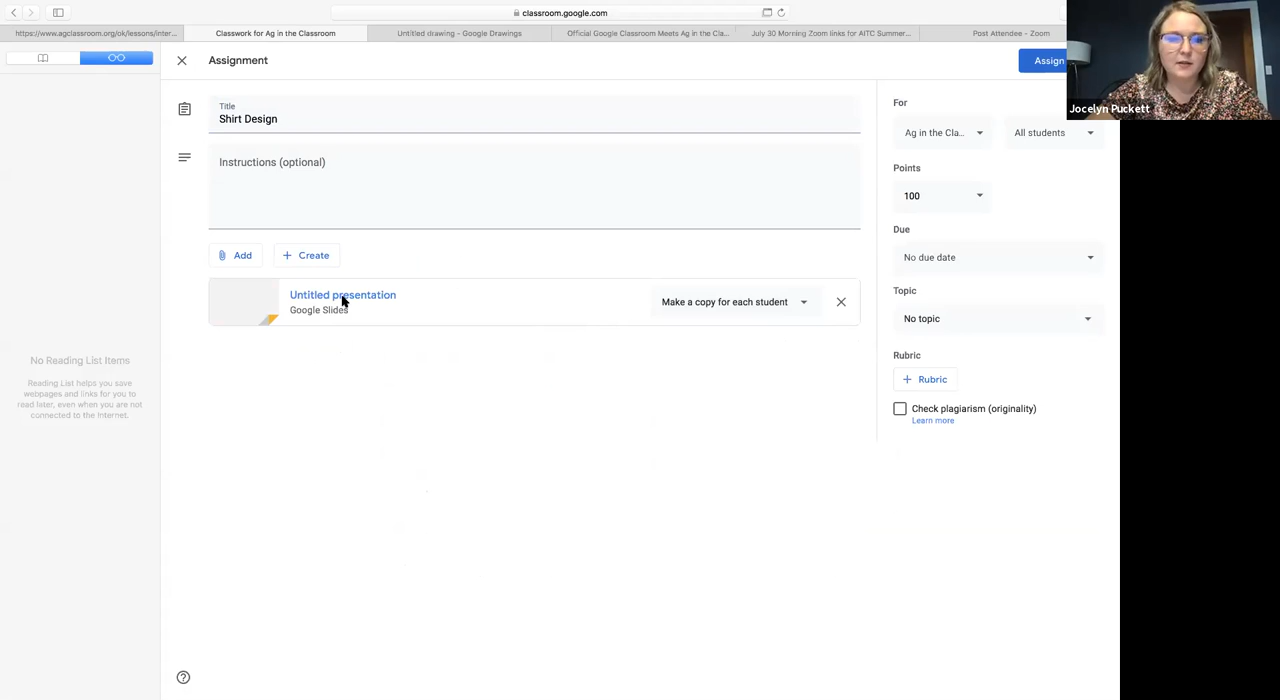 classroom.google.com
https://www.agclassroom.org/ok/lessons/inter...
Classwork for Ag in the Classroom
Untitled drawing – Google Drawings
Official Google Classroom Meets Ag in the Cla...
July 30 Morning Zoom links for AITC Summer...
Post Attendee - Zoom
Assignment
Assign
Jocelyn Puckett
Title
Shirt Design
Instructions (optional)
Add
Create
Untitled presentation
Google Slides
Make a copy for each student
For
Ag in the Cla...
All students
Points
100
Due
No due date
Topic
No topic
Rubric
Rubric
Check plagiarism (originality)
Learn more
No Reading List Items
Reading List helps you save
webpages and links for you to
read later, even when you are not
connected to the Internet.